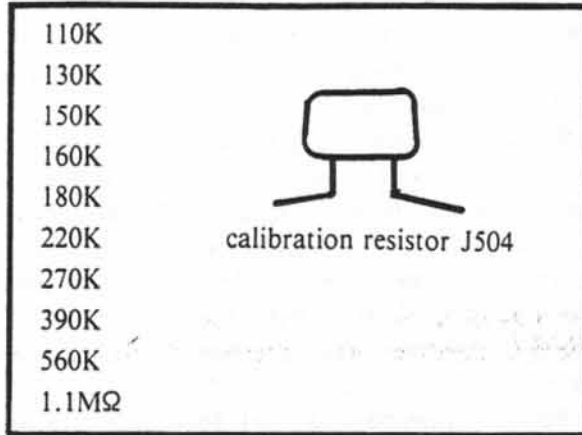 110K
130K
150K
160K
180K
220K
270K
390K
560K
1.1MΩ
calibration resistor J504